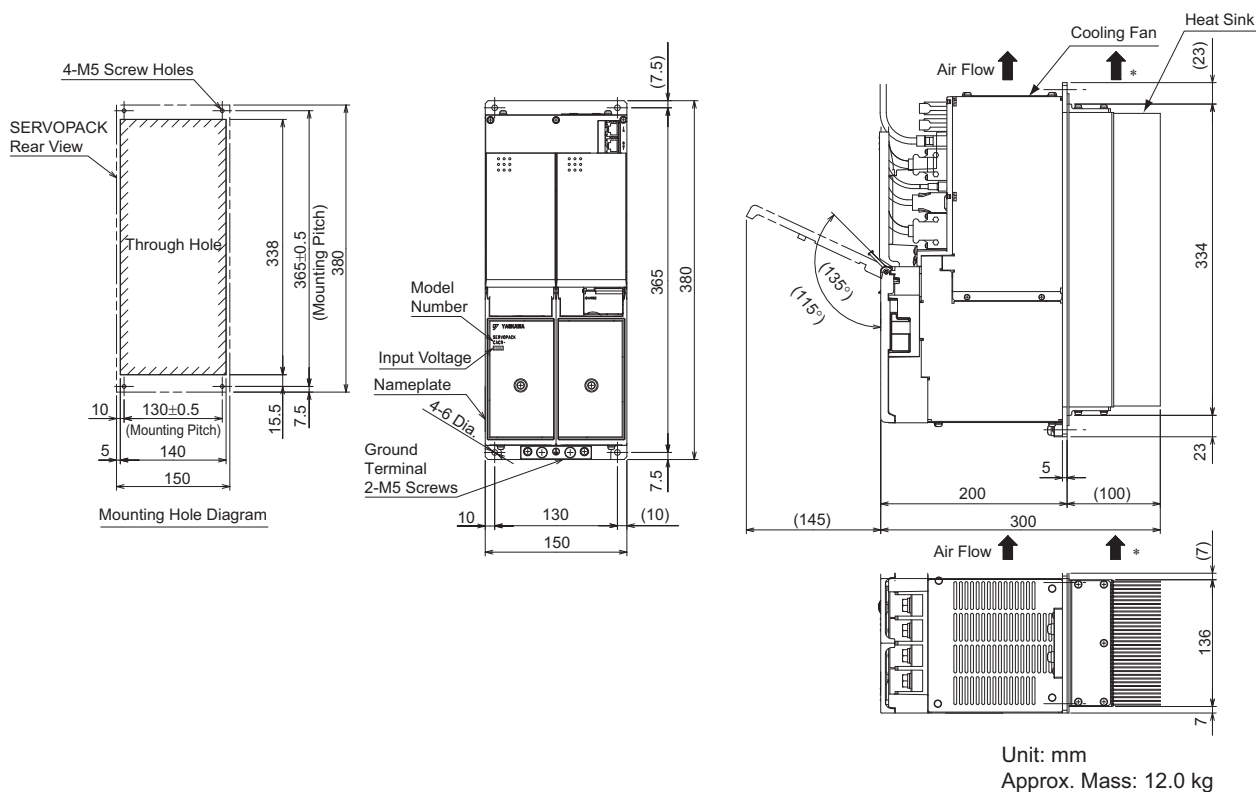 4-M5 Screw Holes
SERVOPACK
Rear View
Through Hole
338
365±0.5
(Mounting Pitch)
380
10
130±0.5
(Mounting Pitch)
15.5
7.5
5
140
150
Mounting Hole Diagram
(7.5)
Model
Number
YASKAWA
SERVOPACK
CACR-
Input Voltage
Nameplate
4-6 Dia.
Ground
Terminal
2-M5 Screws
CHARGE
365
380
7.5
10
130
(10)
150
Heat Sink
Cooling Fan
Air Flow
*
(23)
(135°)
(115°)
334
23
5
200
(100)
(145)
300
Air Flow
*
(7)
136
7
Unit: mm
Approx. Mass: 12.0 kg